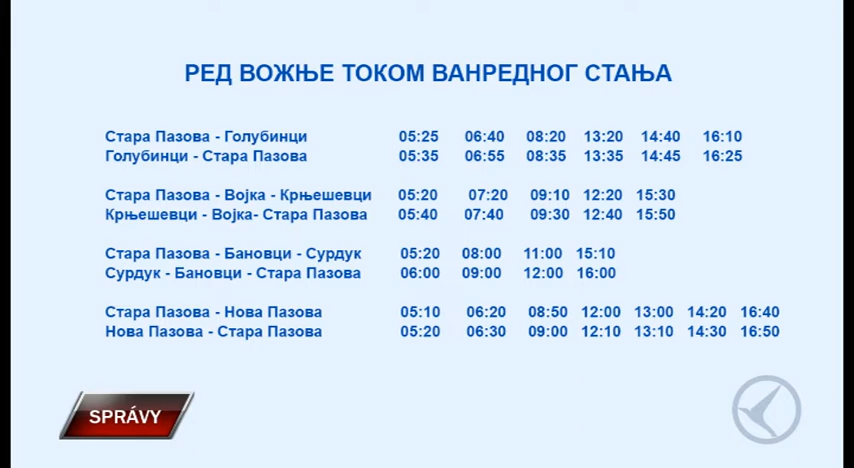 РЕД ВОЖЊЕ ТОКОМ ВАНРЕДНОГ СТАЊА
Стара Пазова - Голубинци 05:25 06:40 08:20 13:20 14:40 16:10
Голубинци - Стара Пазова 05:35 06:55 08:35 13:35 14:45 16:25
Стара Пазова - Војка - Крњешевци 05:20 07:20 09:10 12:20 15:30
Крњешевци - Војка- Стара Пазова 05:40 07:40 09:30 12:40 15:50
Стара Пазова - Бановци - Сурдук 05:20 08:00 11:00 15:10
Сурдук - Бановци - Стара Пазова 06:00 09:00 12:00 16:00
Стара Пазова - Нова Пазова 05:10 06:20 08:50 12:00 13:00 14:20 16:40
Нова Пазова - Стара Пазова 05:20 06:30 09:00 12:10 13:10 14:30 16:50
SPRÁVY